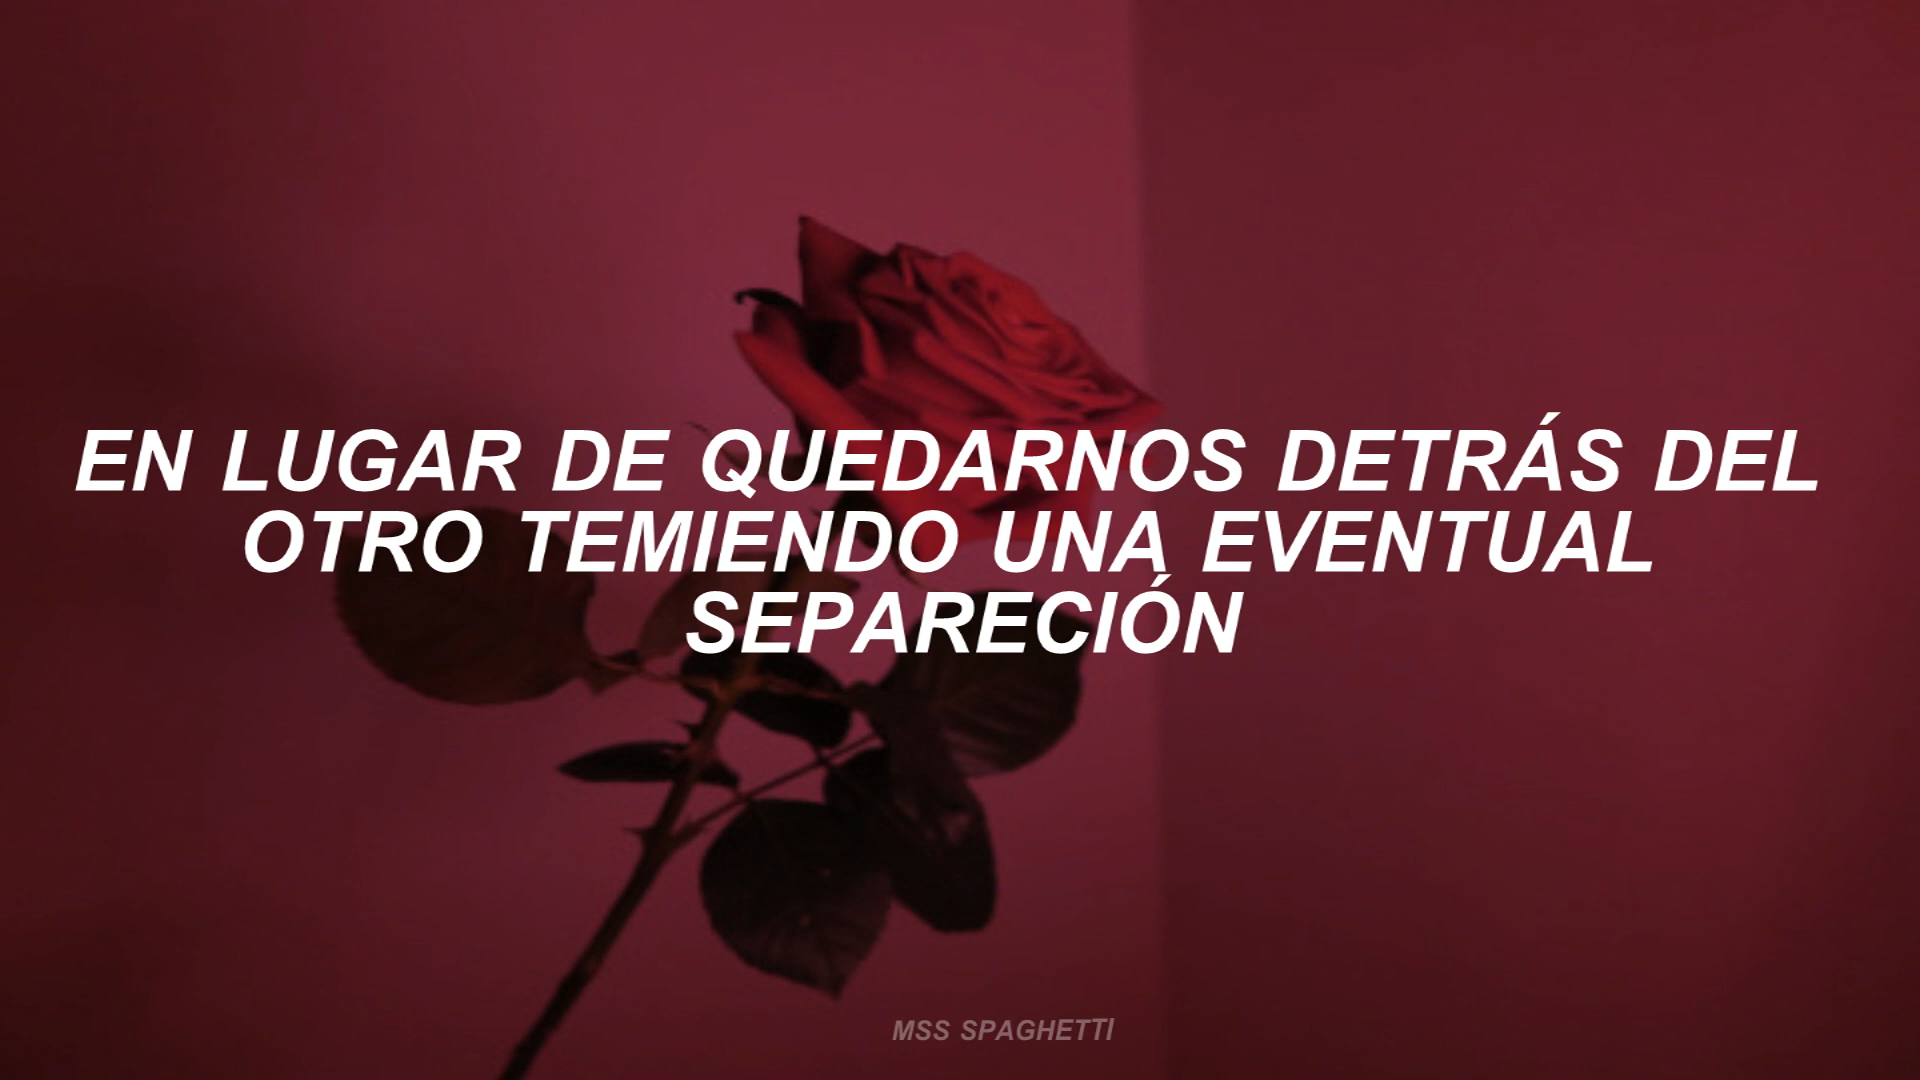 EN LUGAR DE QUEDARNOS DETRÁS DEL
OTRO TEMIENDO UNA EVENTUAL
SEPARECIÓN
MSS SPAGHETTI